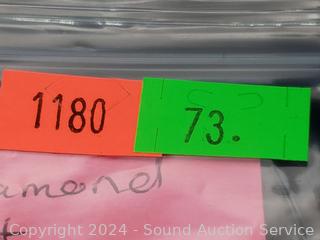 1180 73.
amond
Copyright 2024 - Sound Auction Service